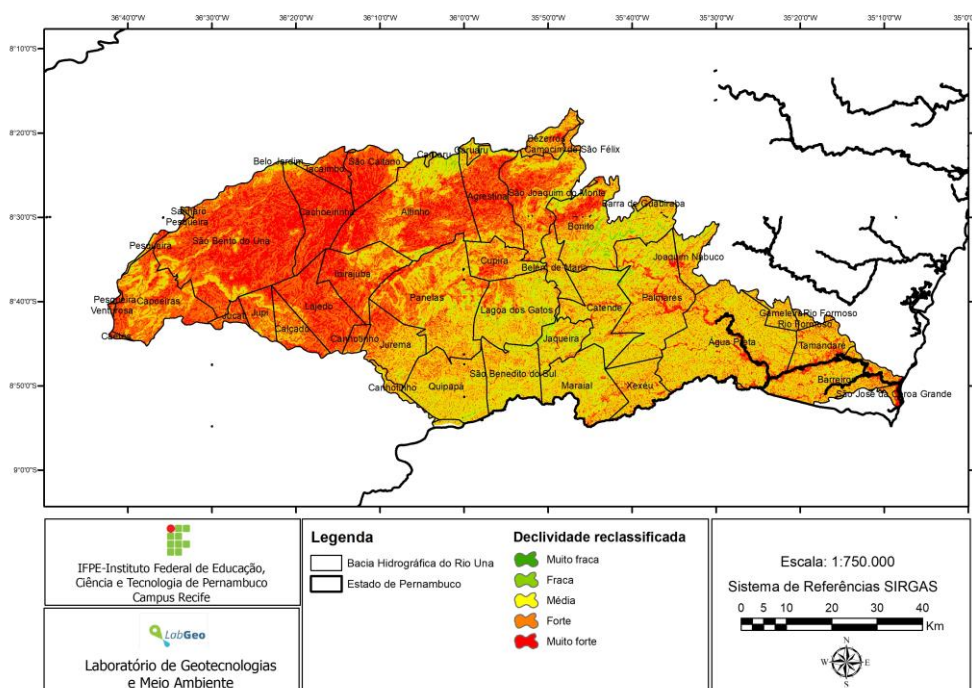 36°40'0"O
36°30'0"O
36°20'0"O
36°10'0"O
36°0'0"O
35°50'0"O
35°40'0"O
35°30'0"O
35°20'0"O
35°10'0"O
8°10'0"S
8°20'0"S
8°30'0"S
8°40'0"S
8°50'0"S
9°0'0"S
Bezerros
Camocim de São Félix
Caruaru
Caruaru
São Caitano
Belo Jardim
Tacaimbó
São Joaquim do Monte
Agrestina
Barra de Guabiraba
Cachoeirinha
Altinho
Sanharó
Pesqueira
Bonito
São Bento do Una
Pesqueira
Joaquim Nabuco
Cupira
Belém de Maria
Ibirajuba
Pesqueira
Capoeiras
Venturosa
Panelas
Palmares
Lajedo
Lagoa dos Gatos
Catende
Jucati
Jupi
Gameleira
Rio Formoso
Rio Formoso
Calçado
Canhotinho
Jurema
Jaqueira
Água Preta
Tamandaré
São Benedito do Sul
Canhotinho
Quipapá
Maraial
Xexéu
Barreiros
São José da Coroa Grande
IFPE-Instituto Federal de Educação,
Ciência e Tecnologia de Pernambuco
Campus Recife
LabGeo
Laboratório de Geotecnologias
e Meio Ambiente
Legenda
Bacia Hidrográfica do Rio Una
Estado de Pernambuco
Declividade reclassificada
Muito fraca
Fraca
Média
Forte
Muito forte
Escala: 1:750.000
Sistema de Referências SIRGAS
0 5 10 20 30 40
Km
N
W E
S